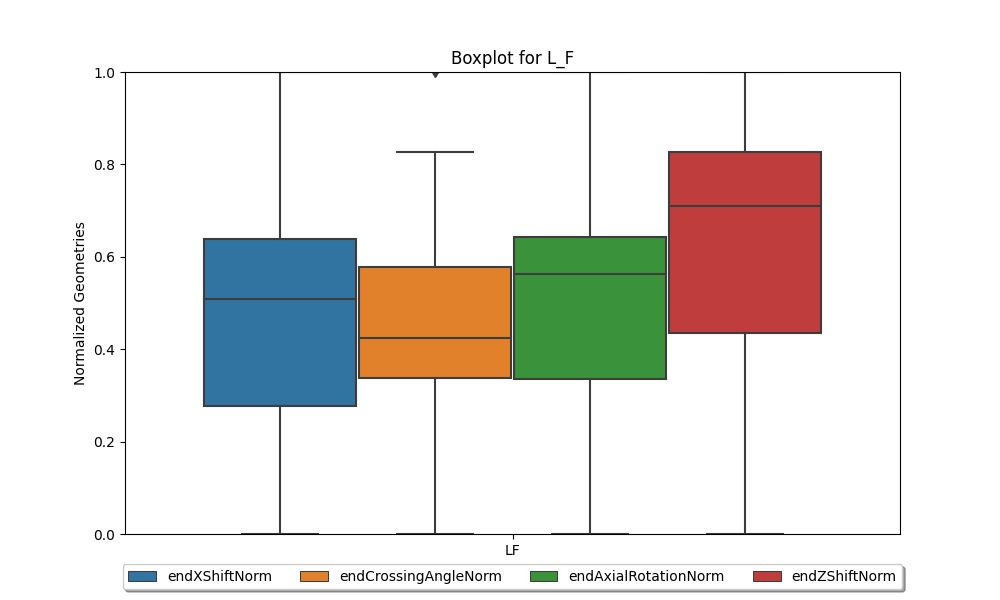 Boxplot for L_F
1.0
0.8
0.6
0.4
0.2
0.0
Normalized Geometries
LF
endXShiftNorm endCrossingAngleNorm endAxialRotationNorm endZShiftNorm